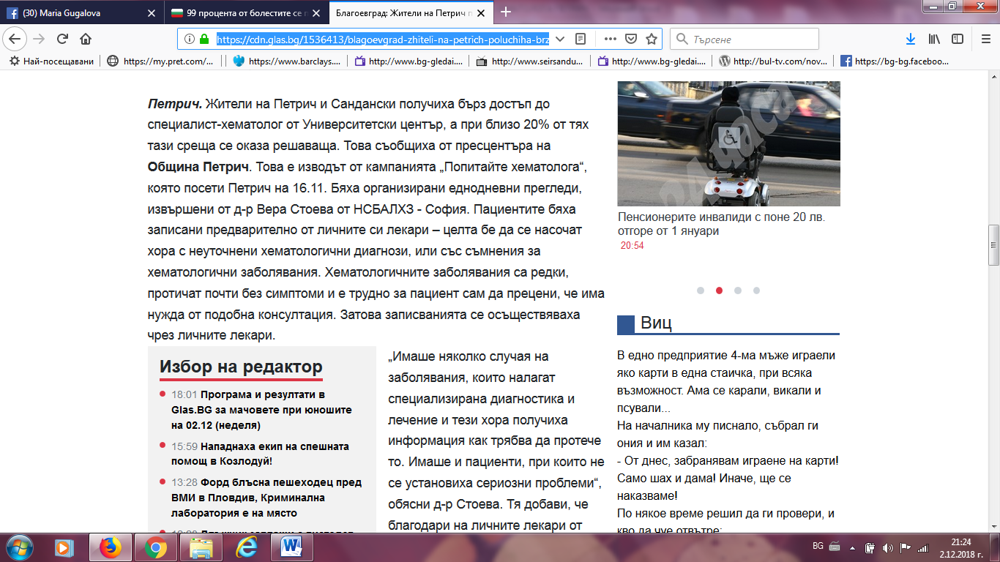 (30) Maria Gugalova
99 процента от болестите се п
Благоевград: Жители на Петрич п
https://cdn.glas.bg/1536413/blagoevgrad-zhiteli-na-petrich-poluchiha-brz
Търсене
Най-посещавани
https://my.pret.com/...
https://www.barclays....
http://www.bg-gledai....
http://www.seirsandu...
http://www.bg-gledai....
http://bul-tv.com/nov...
https://bg-bg.faceboo...
Петрич. Жители на Петрич и Сандански получиха бърз достъп до
специалист-хематолог от Университетски център, а при близо 20% от тях
тази среща се оказа решаваща. Това съобщиха от пресцентъра на
Община Петрич. Това е изводът от кампанията „Попитайте хематолога“,
която посети Петрич на 16.11. Бяха организирани еднодневни прегледи,
извършени от д-р Вера Стоева от НСБАЛХЗ - София. Пациентите бяха
записани предварително от личните си лекари – целта бе да се насочат
хора с неуточнени хематологични диагнози, или със съмнения за
хематологични заболявания. Хематологичните заболявания са редки,
протичат почти без симптоми и е трудно за пациент сам да прецени, че има
нужда от подобна консултация. Затова записванията се осъществяваха
чрез личните лекари.
Избор на редактор
18:01 Програма и резултати в
Glas.BG за мачовете при юношите
на 02.12 (неделя)
15:59 Нападнаха екип на спешната
помощ в Козлодуй!
13:28 Форд блъсна пешеходец пред
ВМИ в Пловдив, Криминална
лаборатория е на място
„Имаше няколко случая на
заболявания, които налагат
специализирана диагностика и
лечение и тези хора получиха
информация как трябва да протече
то. Имаше и пациенти, при които не
се установиха сериозни проблеми“,
обясни д-р Стоева. Тя добави, че
благодари на личните лекари от
Пенсионерите инвалиди с поне 20 лв.
отгоре от 1 януари
20:54
Виц
В едно предприятие 4-ма мъже играели
яко карти в една стаичка, при всяка
възможност. Ама се карали, викали и
псували...
На началника му писнало, събрал ги
ония и им казал:
- От днес, забранявам играене на карти!
Само шах и дама! Иначе, ще се
наказваме!
По някое време решил да ги провери, и
кво да чуе отвътре:
BG
21:24
2.12.2018 г.